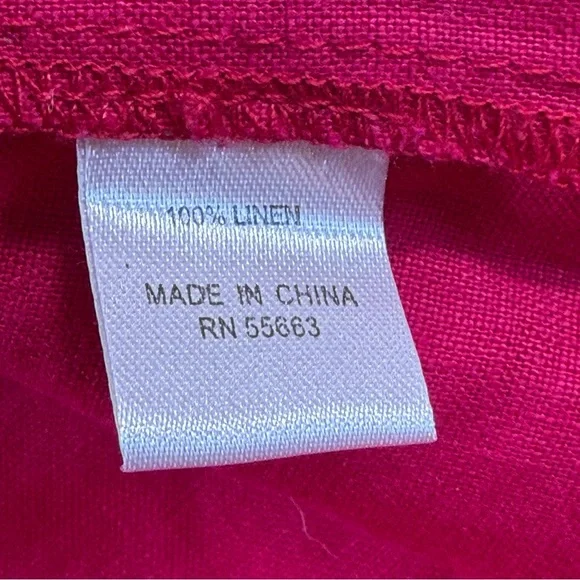 100% LINEN
MADE IN CHINA
RN 55663